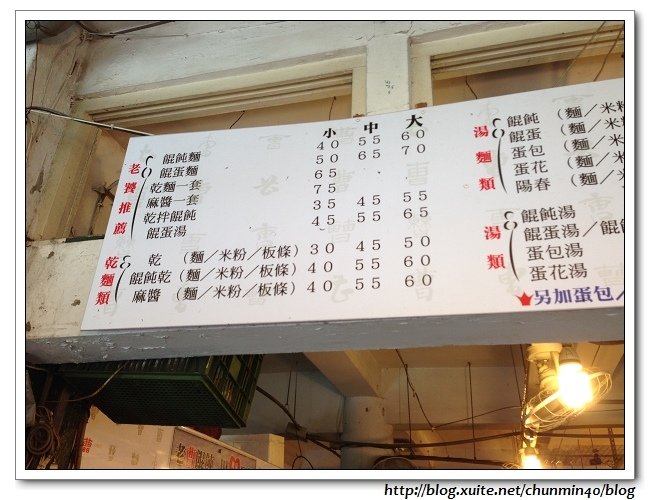 小 中 大
老饕推薦
餛飩麵 40 55 60
餛蛋麵 50 65 70
乾麵一套 65
麻醬一套 75
乾拌餛飩 35 45 55
餛蛋湯 45 55 65
乾麵類
乾 （麵／米粉／板條）30 45 50
餛飩乾（麵／米粉／板條）40 55 60
麻醬 （麵／米粉／板條）40 55 60
湯麵類
餛飩 （麵／米粉
餛蛋 （麵／米粉
蛋包 （麵／米粉
蛋花 （麵／米
陽春 （麵／米
湯類
餛飩湯
餛蛋湯／餛
蛋包湯
蛋花湯
另加蛋包／
http://blog.xuite.net/chunmin40/blog